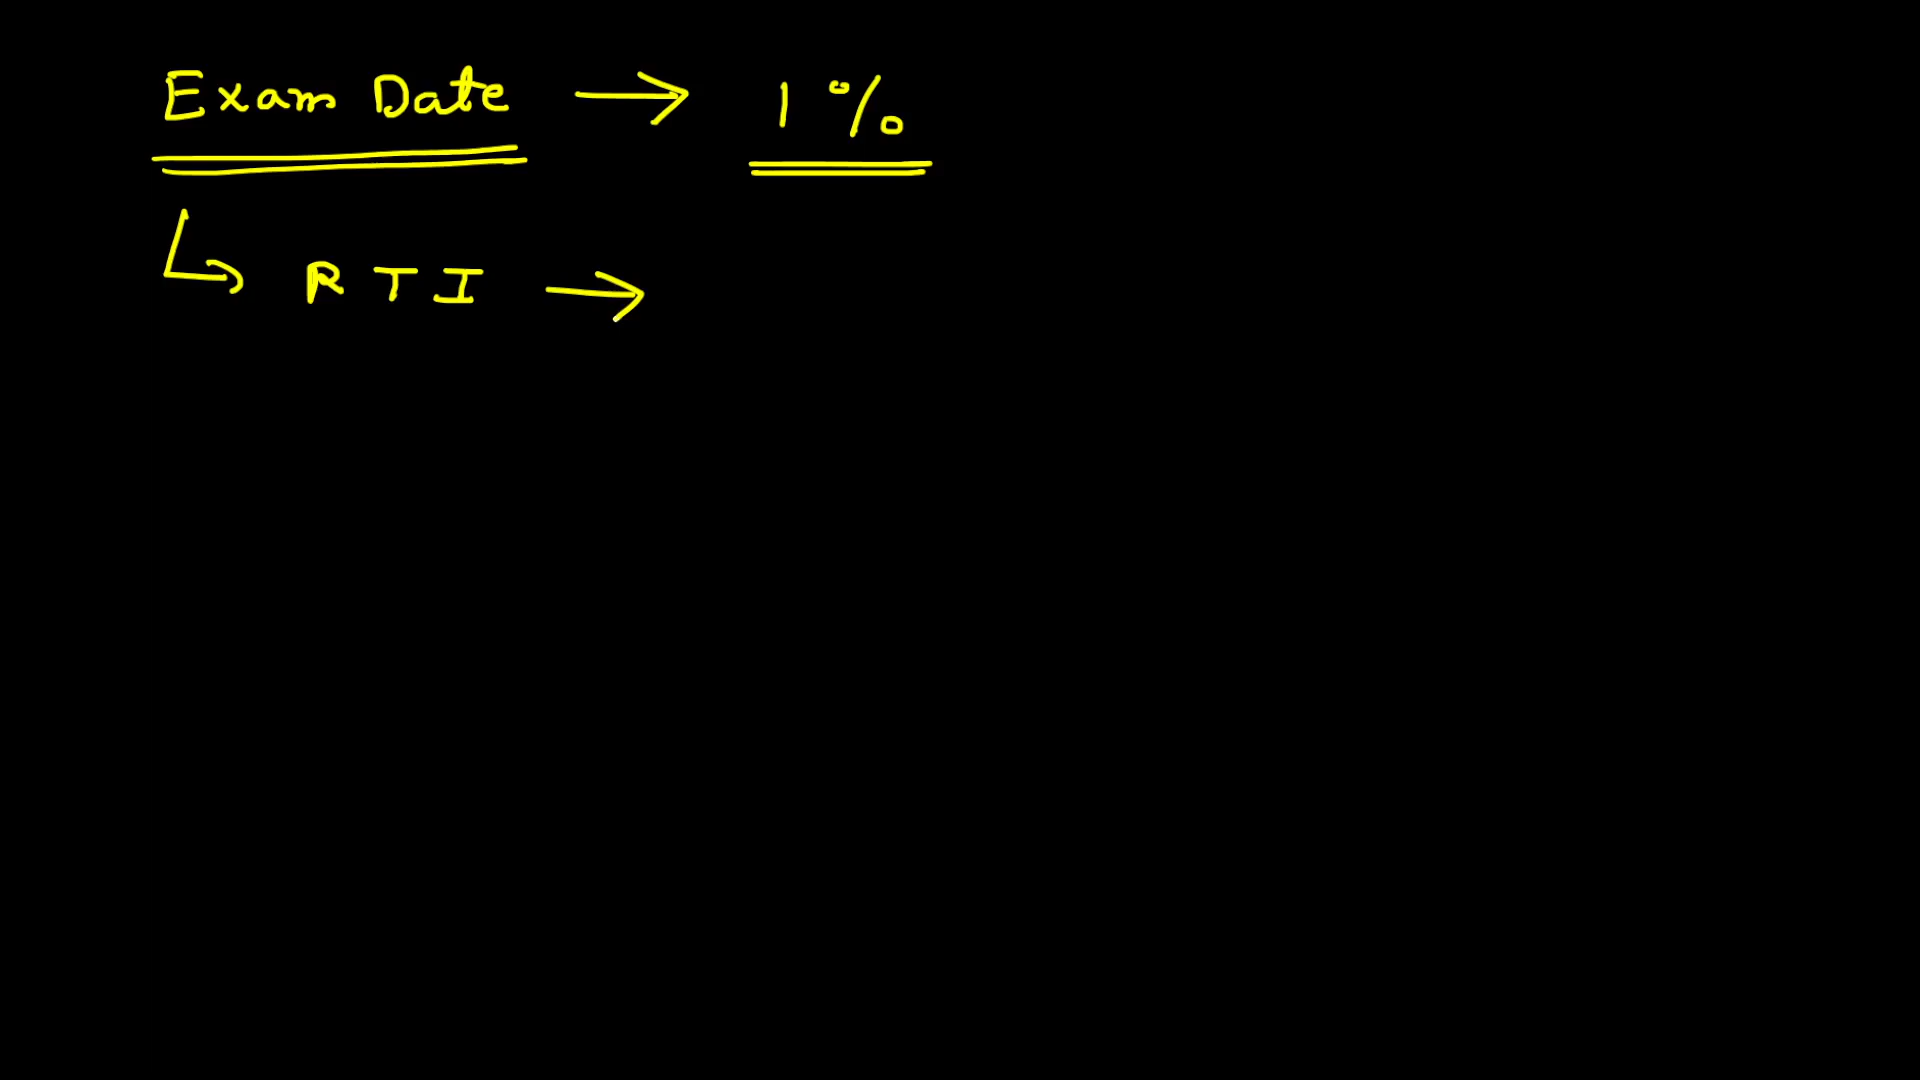 Exam Date → 1%
↳ RTI →